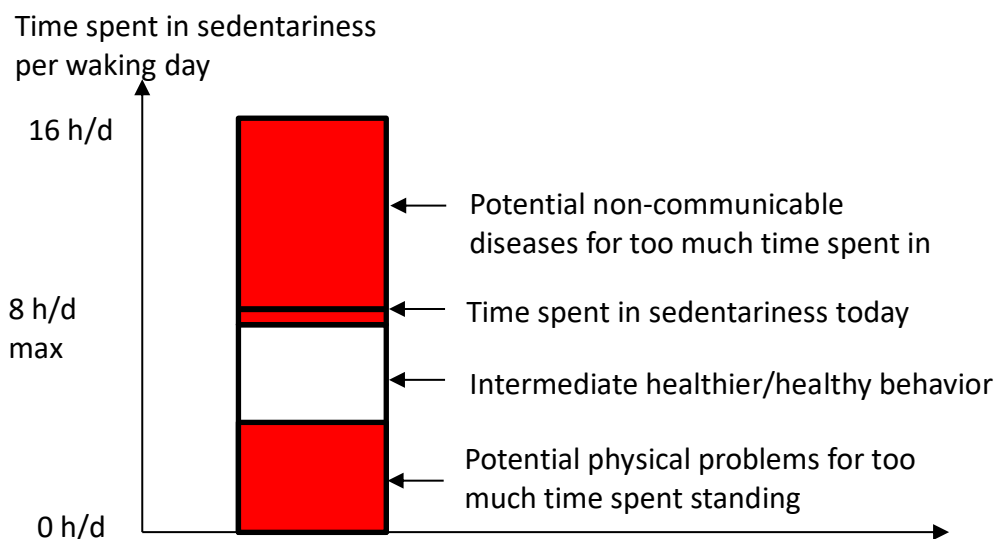 Time spent in sedentariness
per waking day
16 h/d
Potential non-communicable
diseases for too much time spent in
8 h/d
max
Time spent in sedentariness today
Intermediate healthier/healthy behavior
Potential physical problems for too
much time spent standing
0 h/d